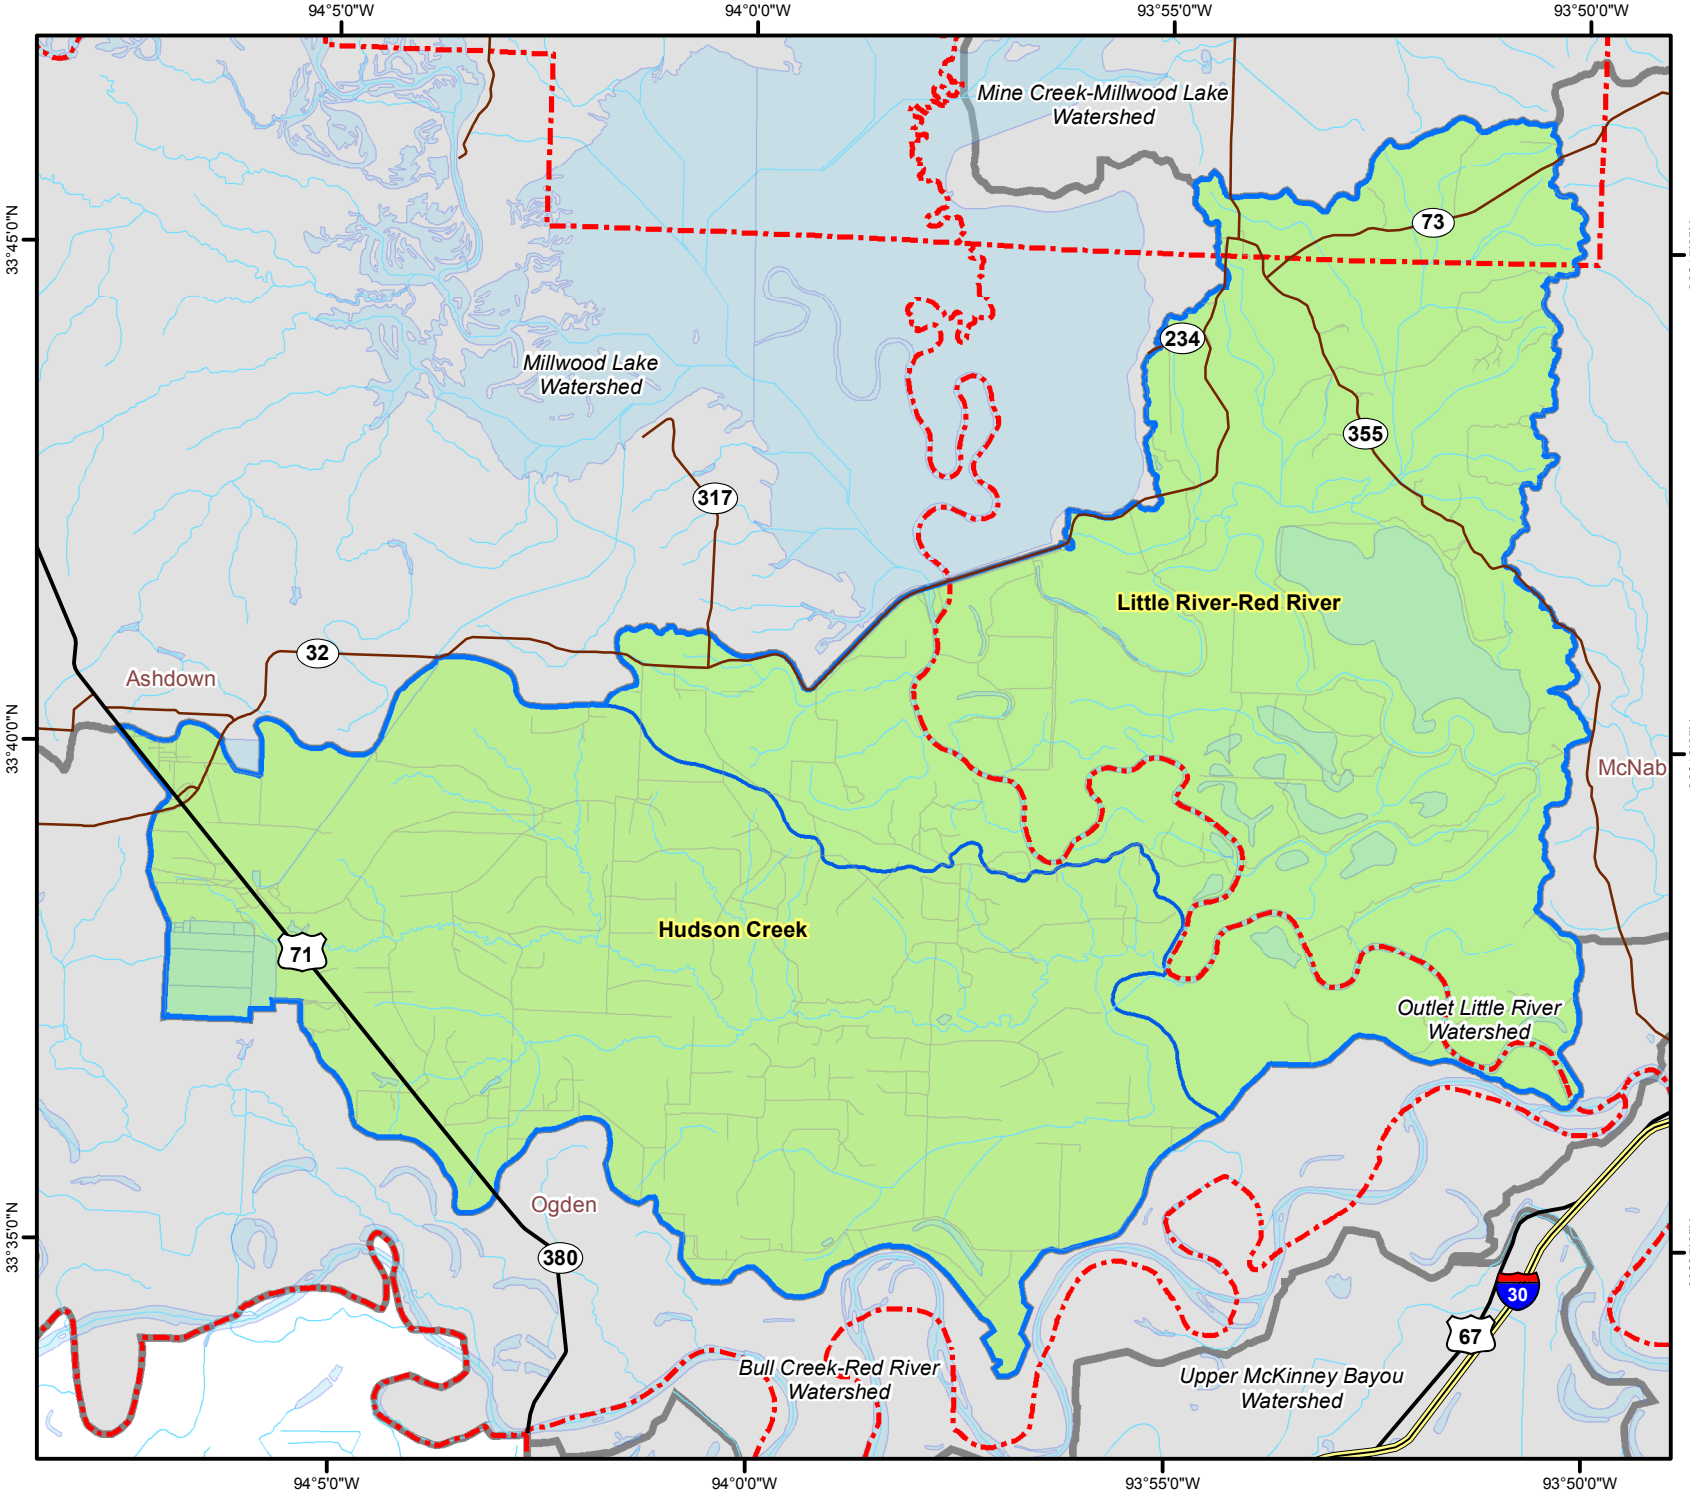 94°5'0"W
94°0'0"W
93°55'0"W
93°50'0"W
Mine Creek-Millwood Lake
Watershed
73
33°45'0"N
234
Millwood Lake
Watershed
355
317
Little River-Red River
32
Ashdown
33°40'0"N
McNab
Hudson Creek
71
Outlet Little River
Watershed
Ogden
33°35'0"N
380
30
67
Bull Creek-Red River
Watershed
Upper McKinney Bayou
Watershed
94°5'0"W
94°0'0"W
93°55'0"W
93°50'0"W